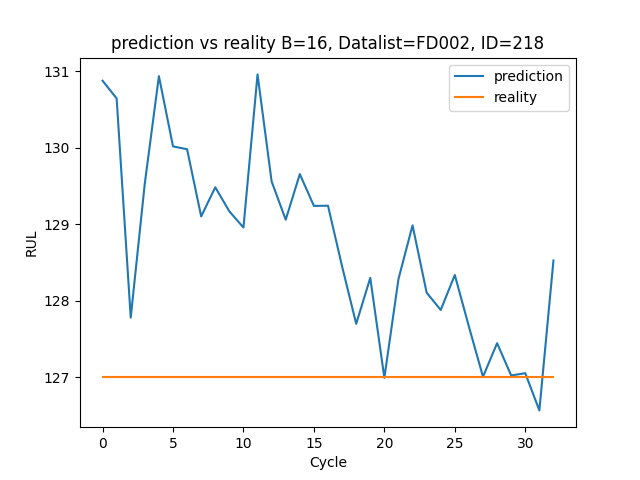 prediction vs reality B=16, Datalist=FD002, ID=218
prediction
reality
131
130
129
128
127
RUL
0 5 10 15 20 25 30
Cycle